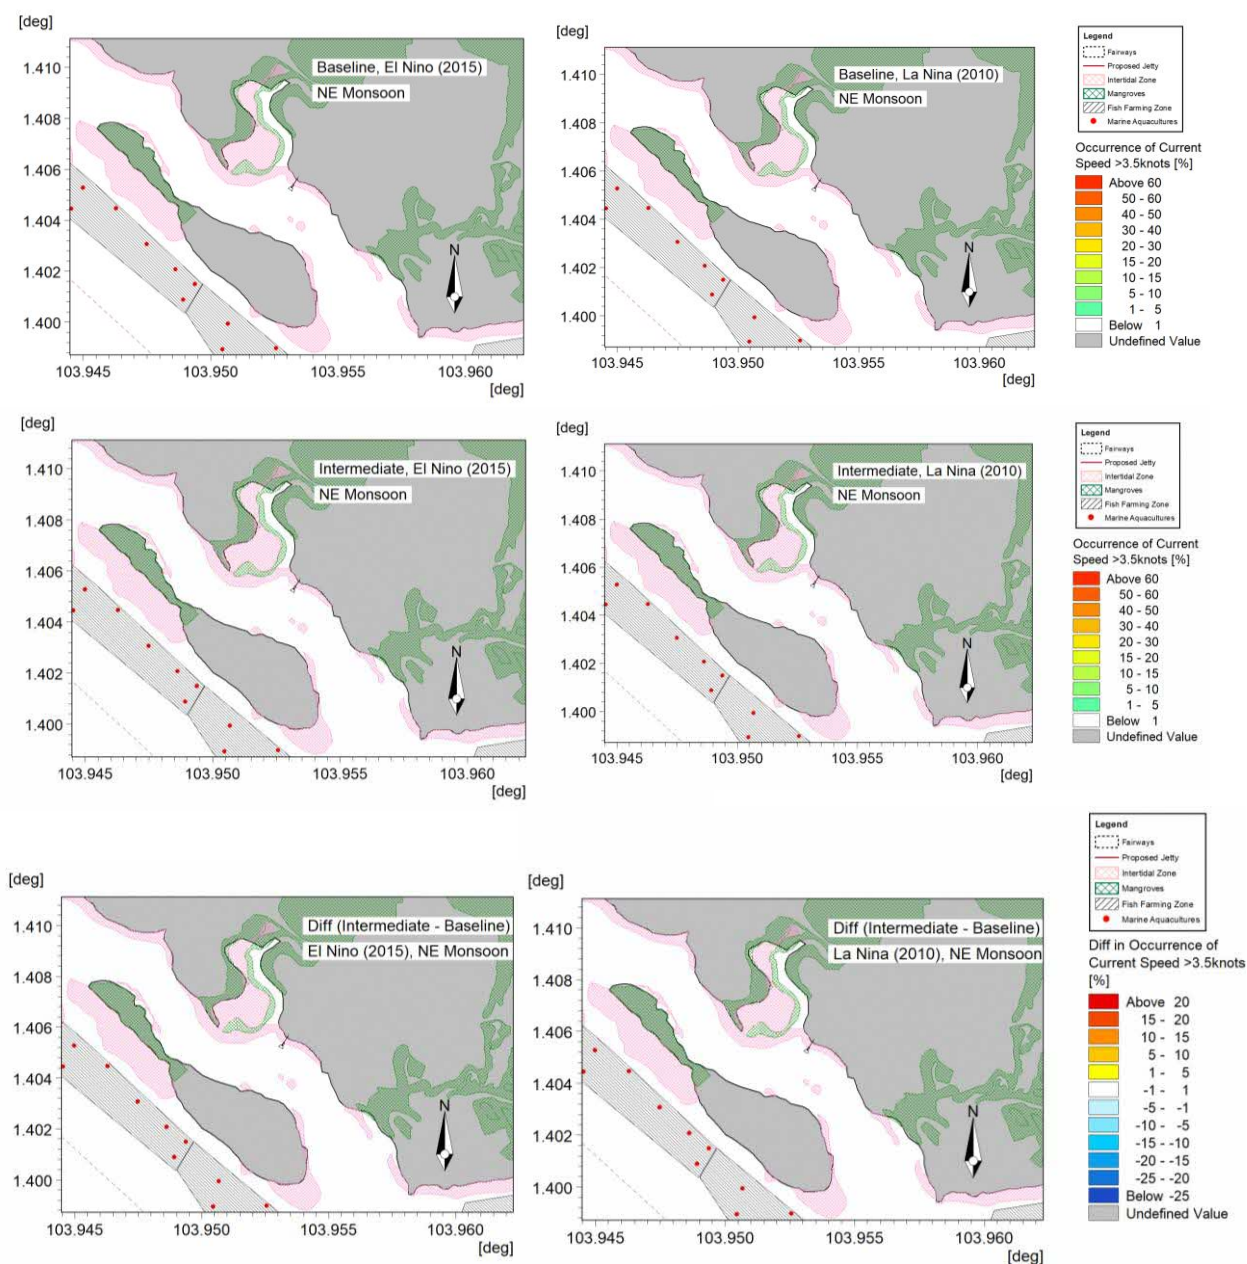 [deg]
1.410
1.408
1.406
1.404
1.402
1.400
Baseline, El Nino (2015)
NE Monsoon
N
103.945 103.950 103.955 103.960
[deg]
[deg]
1.410
1.408
1.406
1.404
1.402
1.400
Baseline, La Nina (2010)
NE Monsoon
N
103.945 103.950 103.955 103.960
[deg]
Legend
Fairways
Proposed Jetty
Intertidal Zone
Mangroves
Fish Farming Zone
Marine Aquacultures
Occurrence of Current
Speed >3.5knots [%]
Above 60
50 - 60
40 - 50
30 - 40
20 - 30
15 - 20
10 - 15
5 - 10
1 - 5
Below 1
Undefined Value
[deg]
1.410
1.408
1.406
1.404
1.402
1.400
Intermediate, El Nino (2015)
NE Monsoon
N
103.945 103.950 103.955 103.960
[deg]
[deg]
1.410
1.408
1.406
1.404
1.402
1.400
Intermediate, La Nina (2010)
NE Monsoon
N
103.945 103.950 103.955 103.960
[deg]
Legend
Fairways
Proposed Jetty
Intertidal Zone
Mangroves
Fish Farming Zone
Marine Aquacultures
Occurrence of Current
Speed >3.5knots [%]
Above 60
50 - 60
40 - 50
30 - 40
20 - 30
15 - 20
10 - 15
5 - 10
1 - 5
Below 1
Undefined Value
[deg]
1.410
1.408
1.406
1.404
1.402
1.400
Diff (Intermediate - Baseline)
El Nino (2015), NE Monsoon
N
103.945 103.950 103.955 103.960
[deg]
[deg]
1.410
1.408
1.406
1.404
1.402
1.400
Diff (Intermediate - Baseline)
La Nina (2010), NE Monsoon
N
103.945 103.950 103.955 103.960
[deg]
Legend
Fairways
Proposed Jetty
Intertidal Zone
Mangroves
Fish Farming Zone
Marine Aquacultures
Diff in Occurrence of
Current Speed >3.5knots
[%]
Above 20
15 - 20
10 - 15
5 - 10
1 - 5
-1 - 1
-5 - -1
-10 - -5
-15 - -10
-20 - -15
-25 - -20
Below -25
Undefined Value